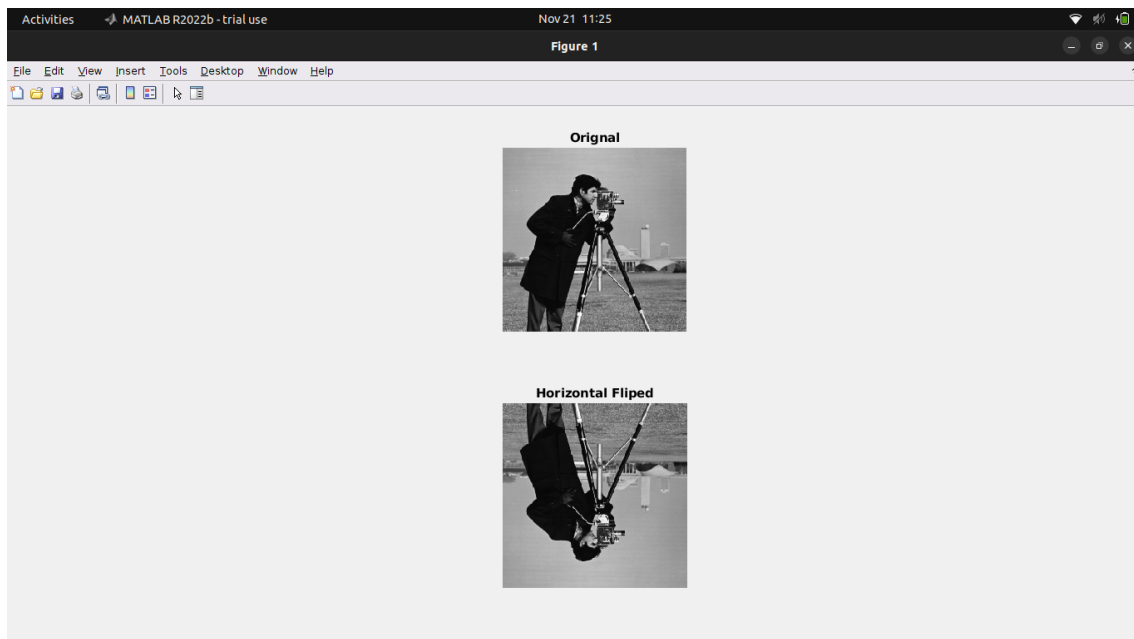 Activities MATLAB R2022b - trial use Nov 21 11:25
Figure 1
File Edit View Insert Tools Desktop Window Help
Orignal
Horizontal Fliped